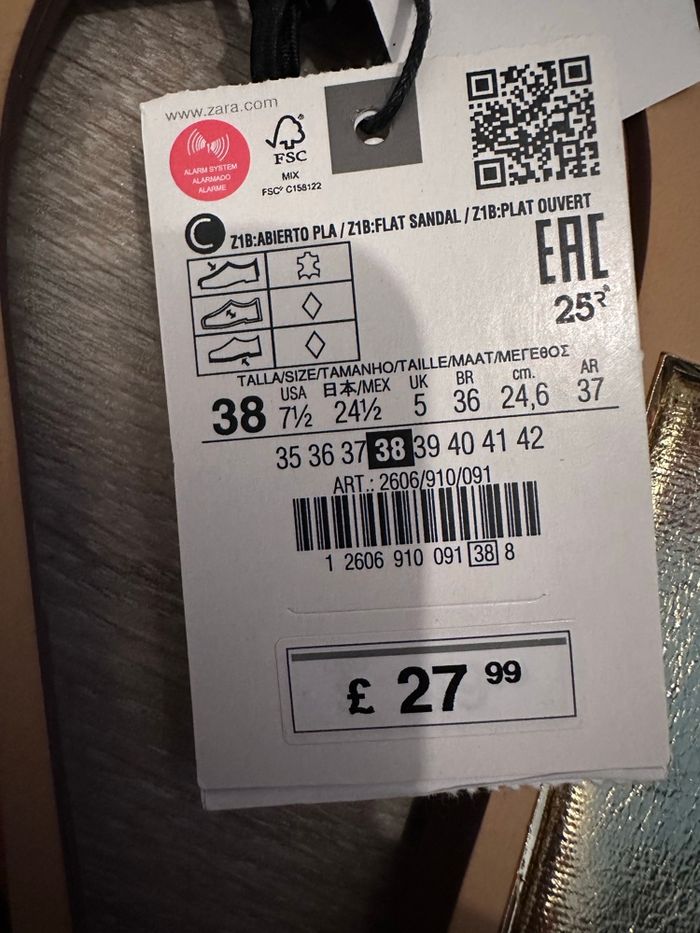 www.zara.com
ALARM SYSTEM
ALARMADO
ALARME
FSC
MIX
FSC® C158122
Z1B:ABIERTO PLA / Z1B:FLAT SANDAL / Z1B:PLAT OUVERT
EAC
25
TALLA/SIZE/TAMANHO/TAILLE/MAAT/ΜΕΓΕΘΟΣ
USA 日本/MEX UK BR cm. AR
38 7½ 24½ 5 36 24,6 37
35 36 37 38 39 40 41 42
ART.: 2606/910/091
1 2606 910 091 38 8
£ 27 99